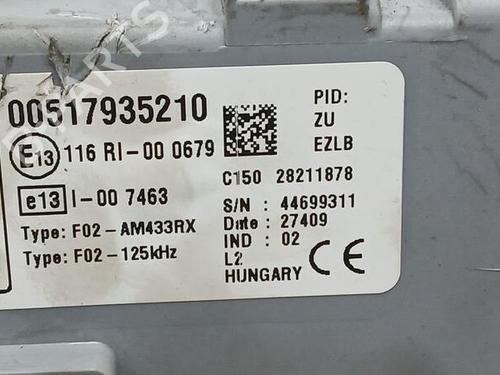 00517935210
PID:
ZU
EZLB
E13 116 RI-00 0679
e13 I-00 7463
C150 28211878
S/N : 44699311
Type: F02-AM433RX
Date : 27409
Type: F02-125kHz
IND : 02
L2
HUNGARY CE